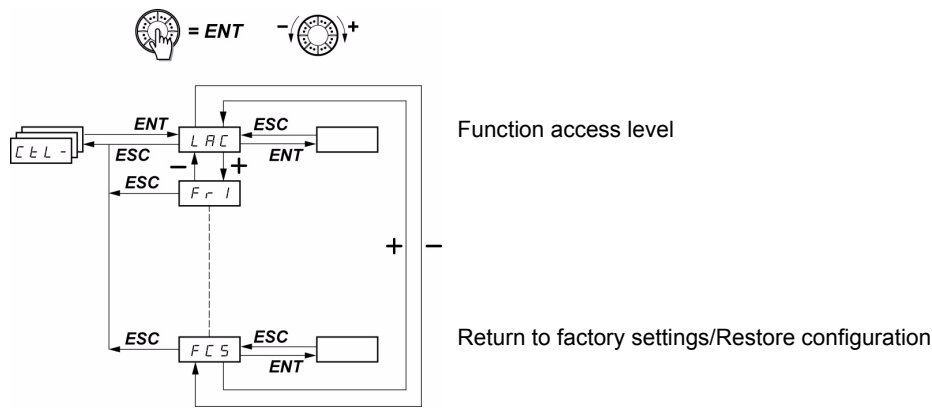 = ENT - +
ENT ESC Function access level
CtL - LAC
ESC ENT
- +
ESC
Fr1
+ -
ESC ESC Return to factory settings/Restore configuration
FCS
ENT